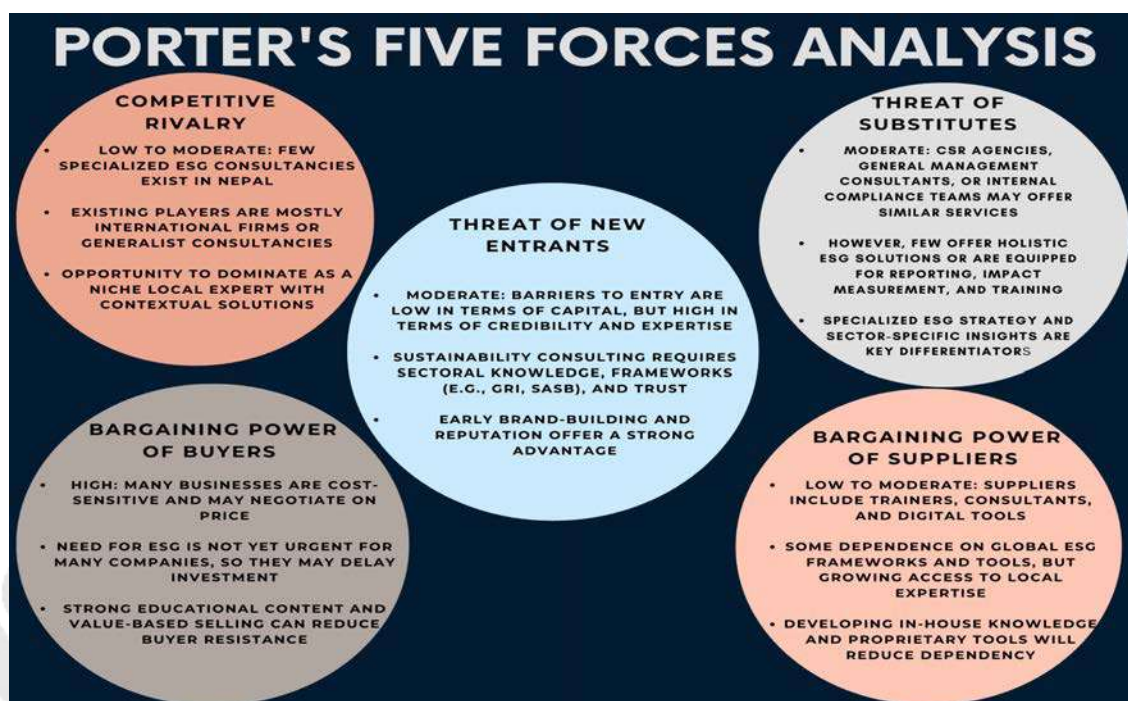 PORTER'S FIVE FORCES ANALYSIS
COMPETITIVE
RIVALRY
• LOW TO MODERATE: FEW
SPECIALIZED ESG CONSULTANCIES
EXIST IN NEPAL
• EXISTING PLAYERS ARE MOSTLY
INTERNATIONAL FIRMS OR
GENERALIST CONSULTANCIES
• OPPORTUNITY TO DOMINATE AS A
NICHE LOCAL EXPERT WITH
CONTEXTUAL SOLUTIONS
THREAT OF
SUBSTITUTES
• MODERATE: CSR AGENCIES,
GENERAL MANAGEMENT
CONSULTANTS, OR INTERNAL
COMPLIANCE TEAMS MAY OFFER
SIMILAR SERVICES
• HOWEVER, FEW OFFER HOLISTIC
ESG SOLUTIONS OR ARE EQUIPPED
FOR REPORTING, IMPACT
MEASUREMENT, AND TRAINING
• SPECIALIZED ESG STRATEGY AND
SECTOR-SPECIFIC INSIGHTS ARE
KEY DIFFERENTIATORS
THREAT OF NEW
ENTRANTS
• MODERATE: BARRIERS TO ENTRY ARE
LOW IN TERMS OF CAPITAL, BUT HIGH IN
TERMS OF CREDIBILITY AND EXPERTISE
• SUSTAINABILITY CONSULTING REQUIRES
SECTORAL KNOWLEDGE, FRAMEWORKS
(E.G., GRI, SASB), AND TRUST
• EARLY BRAND-BUILDING AND
REPUTATION OFFER A STRONG
ADVANTAGE
BARGAINING POWER
OF BUYERS
• HIGH: MANY BUSINESSES ARE COST-
SENSITIVE AND MAY NEGOTIATE ON
PRICE
• NEED FOR ESG IS NOT YET URGENT FOR
MANY COMPANIES, SO THEY MAY DELAY
INVESTMENT
• STRONG EDUCATIONAL CONTENT AND
VALUE-BASED SELLING CAN REDUCE
BUYER RESISTANCE
BARGAINING POWER
OF SUPPLIERS
• LOW TO MODERATE: SUPPLIERS
INCLUDE TRAINERS, CONSULTANTS,
AND DIGITAL TOOLS
• SOME DEPENDENCE ON GLOBAL ESG
FRAMEWORKS AND TOOLS, BUT
GROWING ACCESS TO LOCAL
EXPERTISE
• DEVELOPING IN-HOUSE KNOWLEDGE
AND PROPRIETARY TOOLS WILL
REDUCE DEPENDENCY